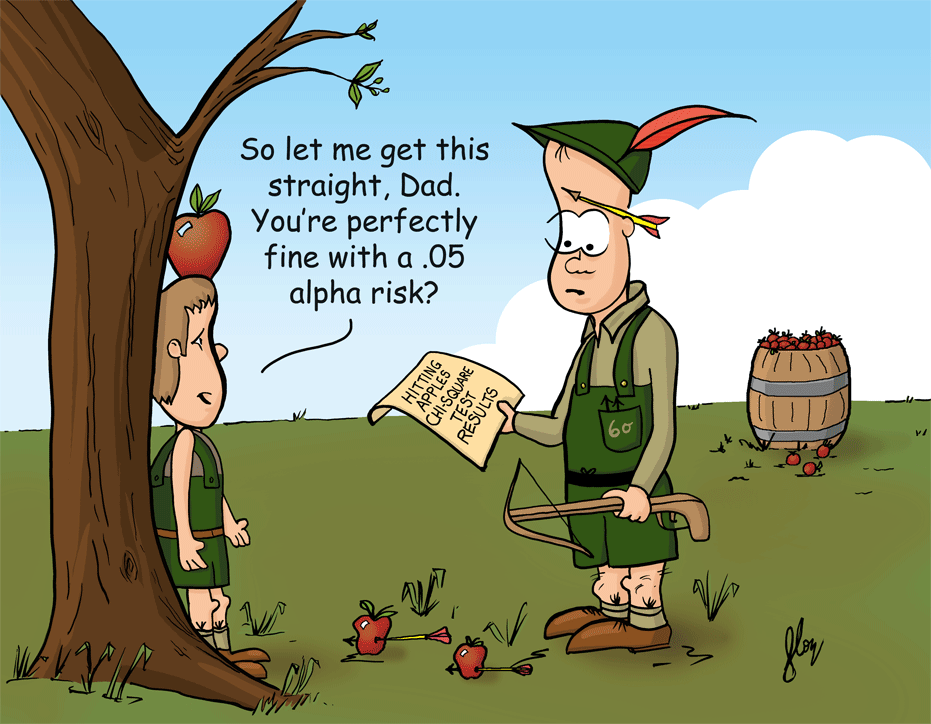 So let me get this
straight, Dad.
You're perfectly
fine with a .05
alpha risk?
HITTING
APPLES
CHI-SQUARE
TEST
RESULTS
6σ